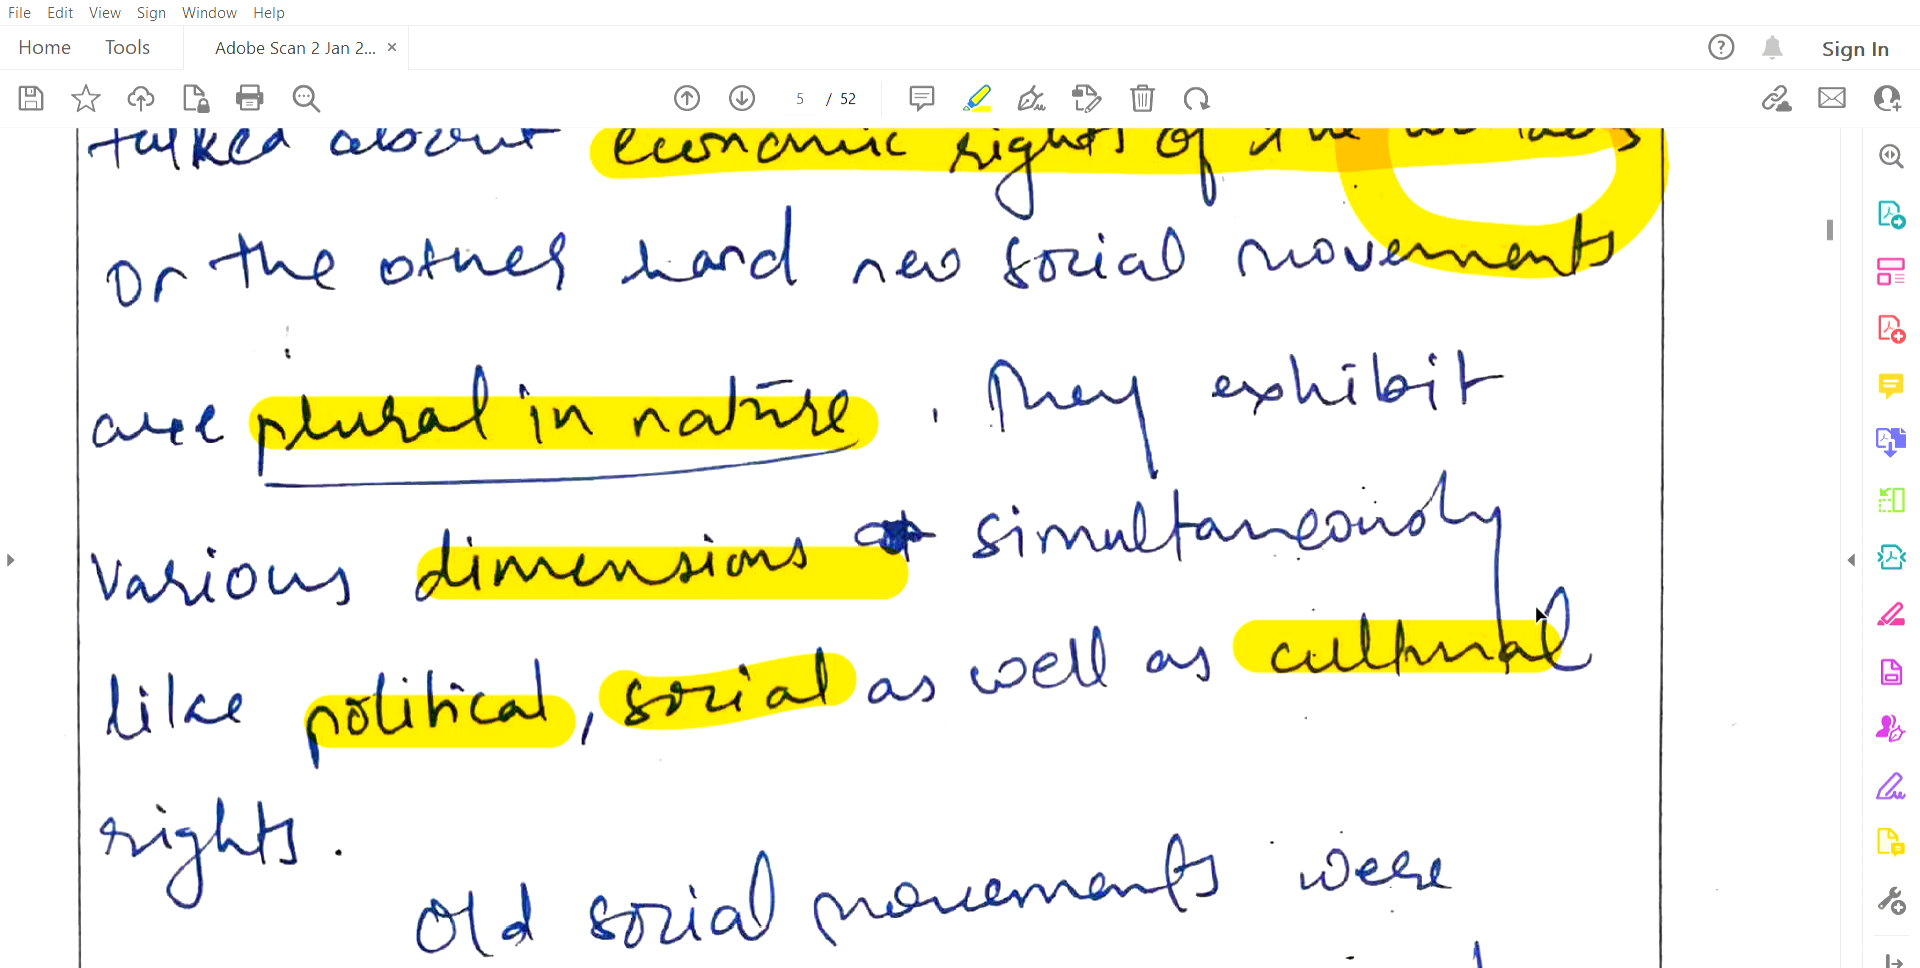 File Edit View Sign Window Help
Home Tools Adobe Scan 2 Jan 2... × Sign In
5 / 52
talked about economic rights of the
Or the other hand new social movements
are plural in nature. They exhibit
various dimensions simultaneously
like political, social as well as cultural
rights.
Old social movements were